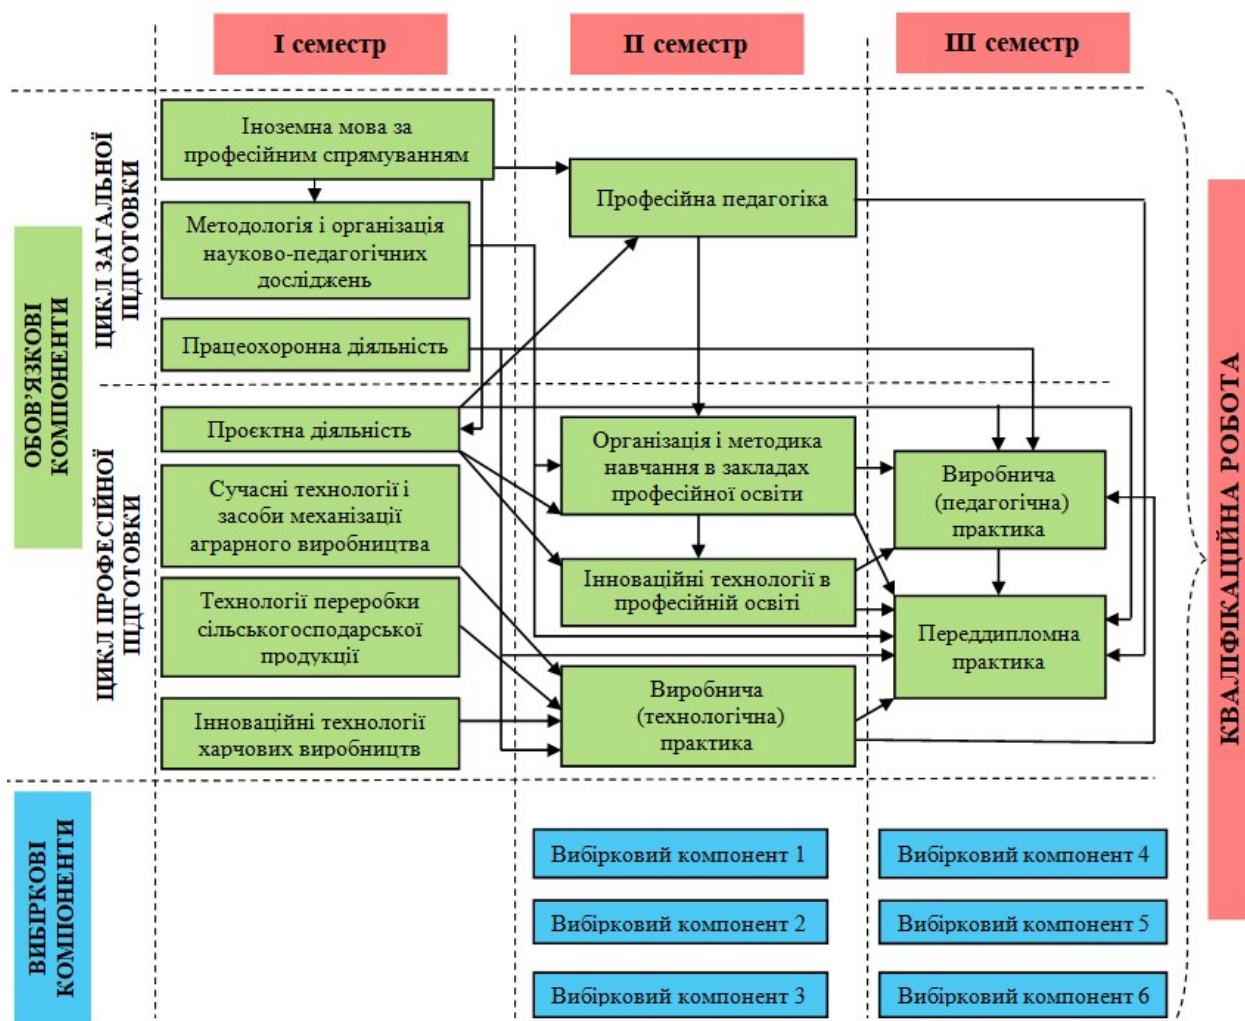 І семестр
ІІ семестр
ІІІ семестр
ОБОВ'ЯЗКОВІ
КОМПОНЕНТИ
ЦИКЛ ЗАГАЛЬНОЇ
ПІДГОТОВКИ
Іноземна мова за
професійним спрямуванням
Методологія і організація
науково-педагогічних
досліджень
Працеохоронна діяльність
Професійна педагогіка
ЦИКЛ ПРОФЕСІЙНОЇ
ПІДГОТОВКИ
Проєктна діяльність
Сучасні технології і
засоби механізації
аграрного виробництва
Технології переробки
сільськогосподарської
продукції
Інноваційні технології
харчових виробництв
Організація і методика
навчання в закладах
професійної освіти
Інноваційні технології в
професійній освіті
Виробнича
(технологічна)
практика
Виробнича
(педагогічна)
практика
Переддипломна
практика
КВАЛІФІКАЦІЙНА РОБОТА
ВИБІРКОВІ
КОМПОНЕНТИ
Вибірковий компонент 1
Вибірковий компонент 2
Вибірковий компонент 3
Вибірковий компонент 4
Вибірковий компонент 5
Вибірковий компонент 6